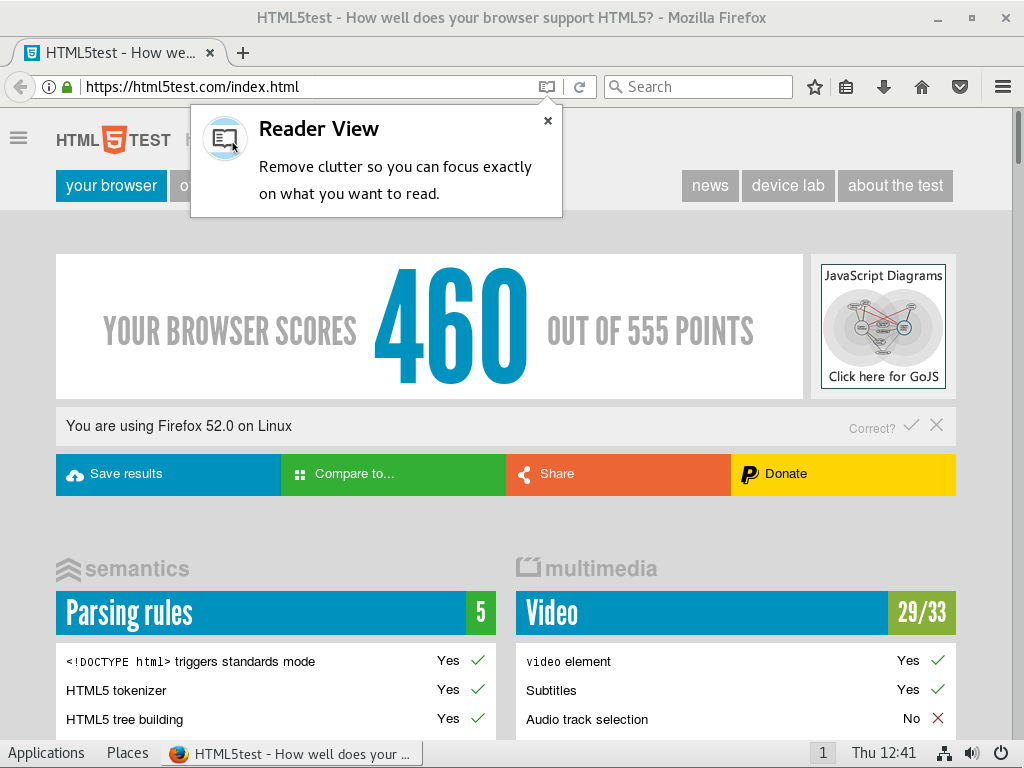 HTML5test - How well does your browser support HTML5? - Mozilla Firefox
HTML5test - How we...
https://html5test.com/index.html
Search
HTML 5 TEST
Reader View
Remove clutter so you can focus exactly
on what you want to read.
your browser
news
device lab
about the test
YOUR BROWSER SCORES 460 OUT OF 555 POINTS
JavaScript Diagrams
Click here for GoJS
You are using Firefox 52.0 on Linux
Correct?
Save results
Compare to...
Share
Donate
semantics
Parsing rules 5
<!DOCTYPE html> triggers standards mode Yes
HTML5 tokenizer Yes
HTML5 tree building Yes
multimedia
Video 29/33
video element Yes
Subtitles Yes
Audio track selection No
Applications
Places
HTML5test - How well does your ...
1
Thu 12:41